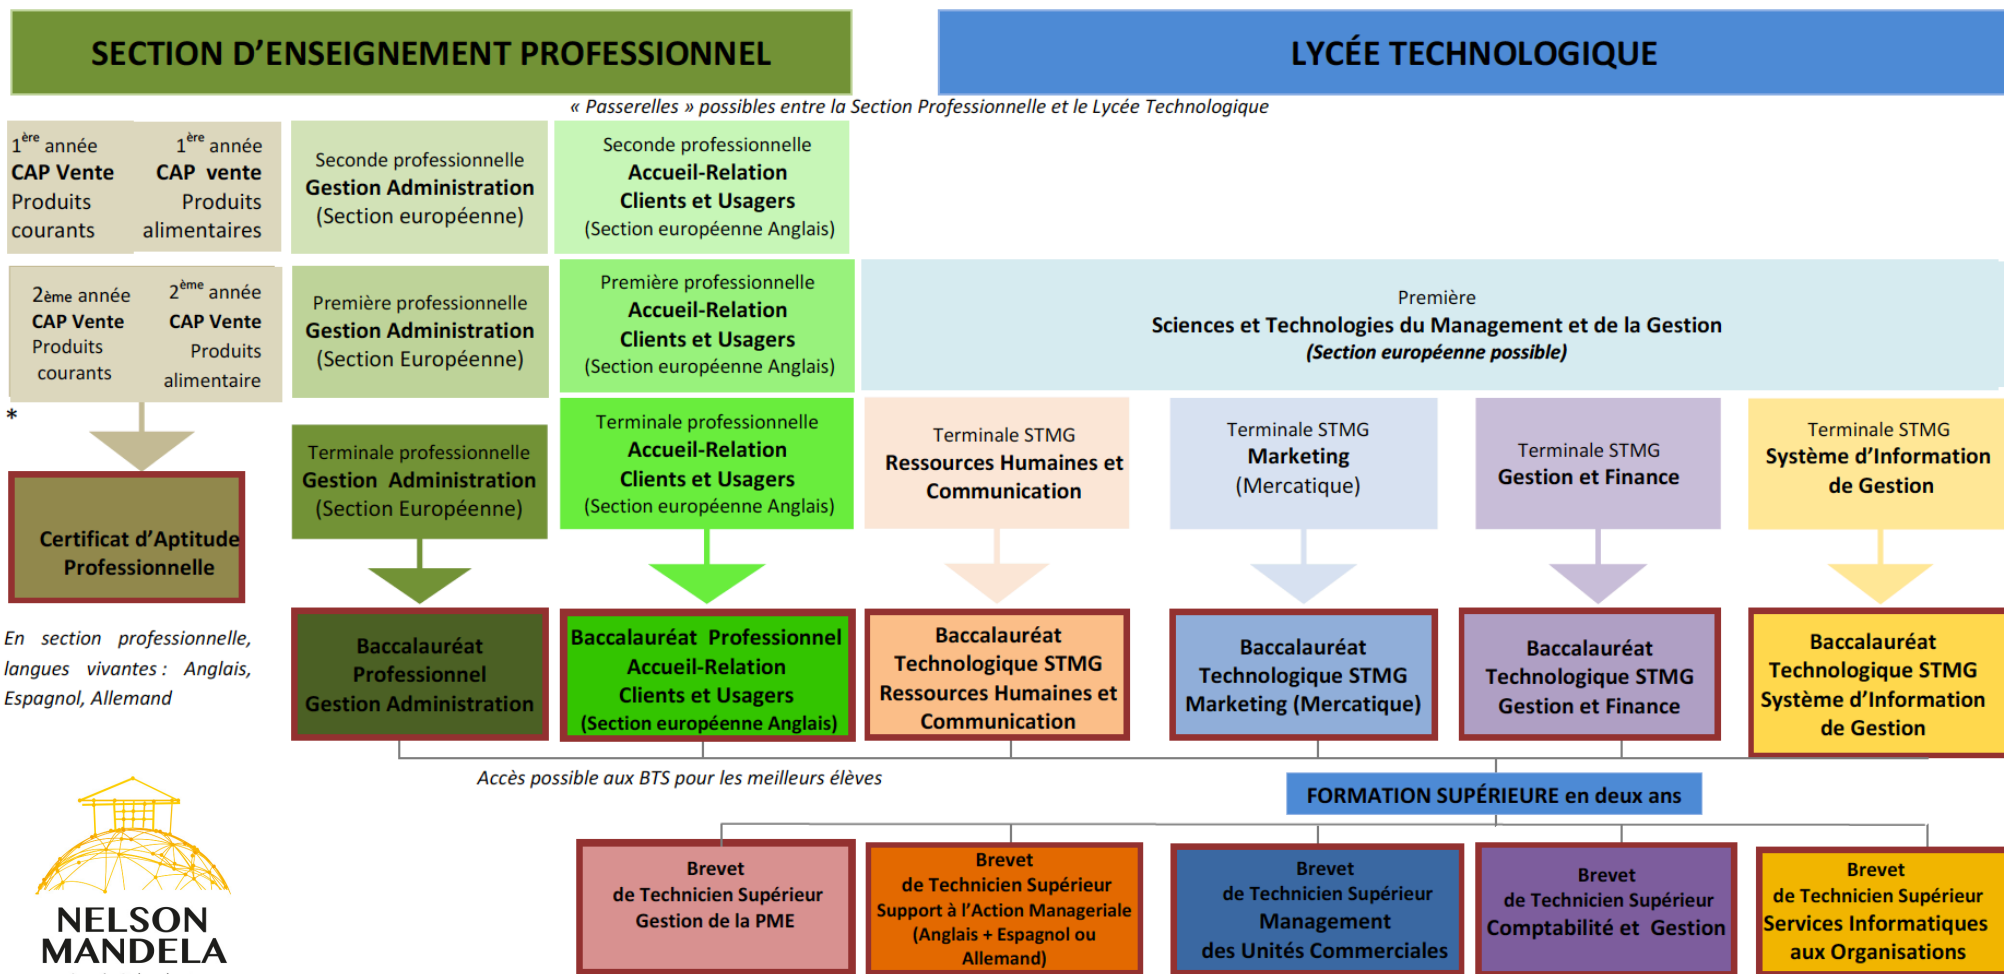 SECTION D’ENSEIGNEMENT PROFESSIONNEL
LYCÉE TECHNOLOGIQUE
« Passerelles » possibles entre la Section Professionnelle et le Lycée Technologique
1ère année
CAP Vente
Produits
courants
1ère année
CAP vente
Produits
alimentaires
Seconde professionnelle
Gestion Administration
(Section européenne)
Seconde professionnelle
Accueil-Relation
Clients et Usagers
(Section européenne Anglais)
2ème année
CAP Vente
Produits
courants
2ème année
CAP Vente
Produits
alimentaire
Première professionnelle
Gestion Administration
(Section Européenne)
Première professionnelle
Accueil-Relation
Clients et Usagers
(Section européenne Anglais)
Première
Sciences et Technologies du Management et de la Gestion
(Section européenne possible)
*
Terminale professionnelle
Gestion Administration
(Section Européenne)
Terminale professionnelle
Accueil-Relation
Clients et Usagers
(Section européenne Anglais)
Terminale STMG
Ressources Humaines et
Communication
Terminale STMG
Marketing
(Mercatique)
Terminale STMG
Gestion et Finance
Terminale STMG
Système d’Information
de Gestion
Certificat d’Aptitude
Professionnelle
Baccalauréat
Professionnel
Gestion Administration
Baccalauréat Professionnel
Accueil-Relation
Clients et Usagers
(Section européenne Anglais)
Baccalauréat
Technologique STMG
Ressources Humaines et
Communication
Baccalauréat
Technologique STMG
Marketing (Mercatique)
Baccalauréat
Technologique STMG
Gestion et Finance
Baccalauréat
Technologique STMG
Système d’Information
de Gestion
En section professionnelle,
langues vivantes : Anglais,
Espagnol, Allemand
Accès possible aux BTS pour les meilleurs élèves
FORMATION SUPÉRIEURE en deux ans
Brevet
de Technicien Supérieur
Gestion de la PME
Brevet
de Technicien Supérieur
Support à l’Action Manageriale
(Anglais + Espagnol ou
Allemand)
Brevet
de Technicien Supérieur
Management
des Unités Commerciales
Brevet
de Technicien Supérieur
Comptabilité et Gestion
Brevet
de Technicien Supérieur
Services Informatiques
aux Organisations
NELSON
MANDELA